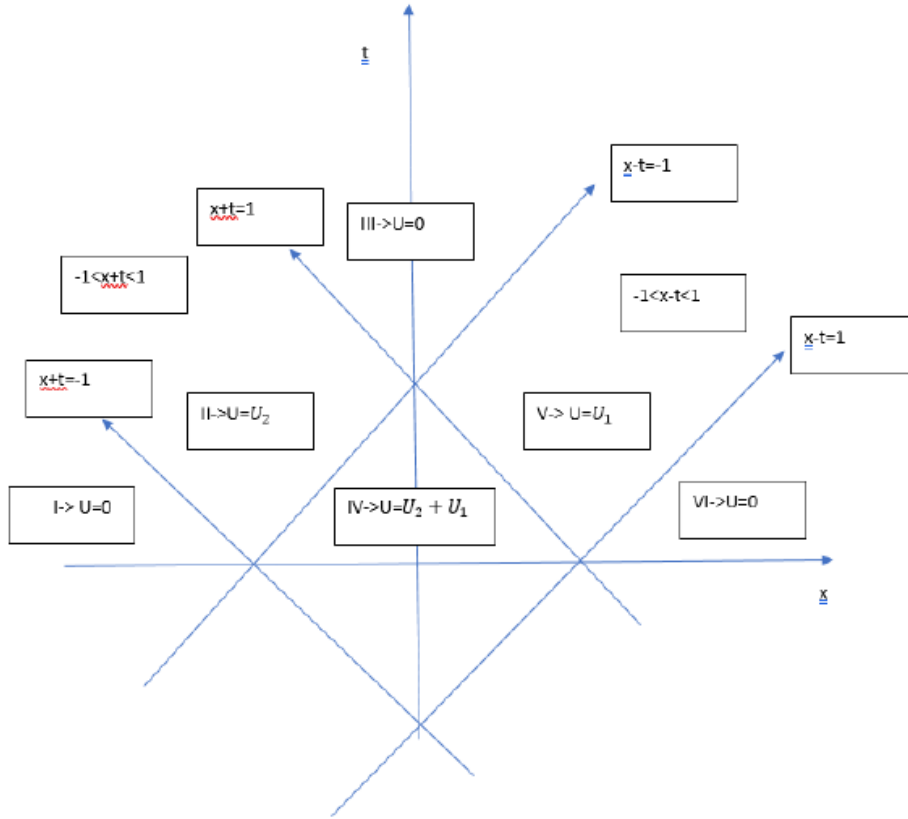 t
x-t=-1
x+t=1
III->U=0
-1<x+t<1
-1<x-t<1
x-t=1
x+t=-1
II->U=U₂
V-> U=U₁
I-> U=0
IV->U=U₂ + U₁
VI->U=0
x